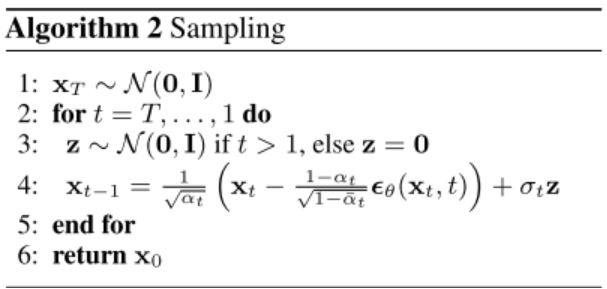 Algorithm 2 Sampling
1: x_T ∼ N(0, I)
2: for t = T, . . . , 1 do
3: z ∼ N(0, I) if t > 1, else z = 0
4: x_{t−1} = 1/√α_t (x_t − (1−α_t)/√(1−ᾱ_t) ϵ_θ(x_t, t)) + σ_t z
5: end for
6: return x_0